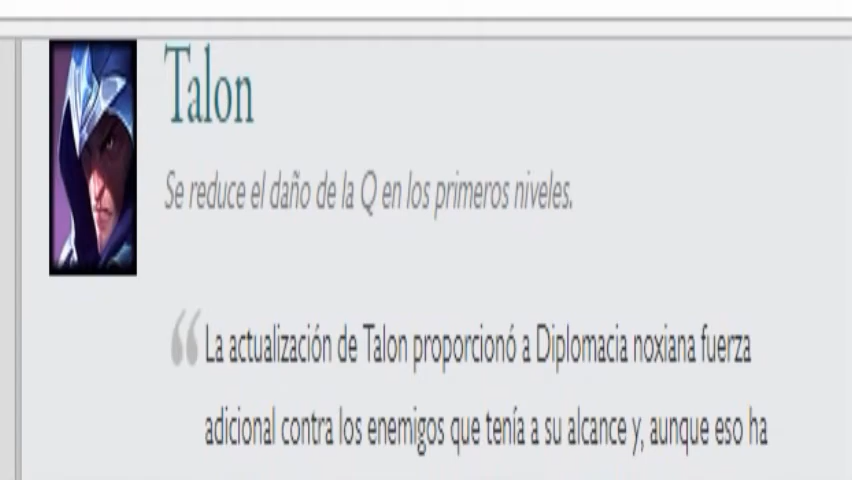 Talon
Se reduce el daño de la Q en los primeros niveles.
“ La actualización de Talon proporcionó a Diplomacia noxiana fuerza
adicional contra los enemigos que tenía a su alcance y, aunque eso ha